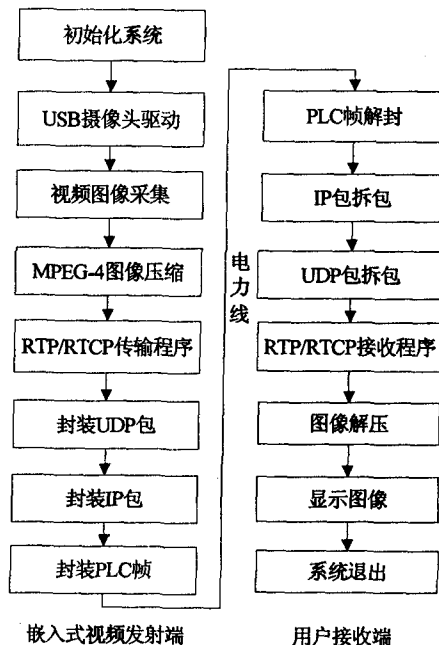 初始化系统
USB摄像头驱动
视频图像采集
MPEG-4图像压缩
RTP/RTCP传输程序
封装UDP包
封装IP包
封装PLC帧
嵌入式视频发射端
电力线
PLC帧解封
IP包拆包
UDP包拆包
RTP/RTCP接收程序
图像解压
显示图像
系统退出
用户接收端